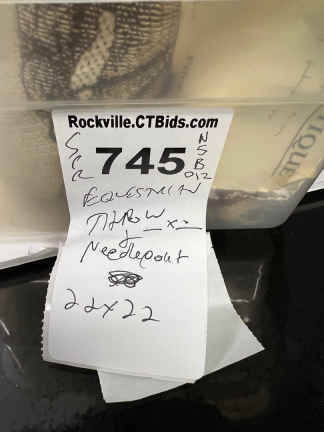 Rockville.CTBids.com
745
EQUESTRIAN
THROW
Needlepoint
22x22